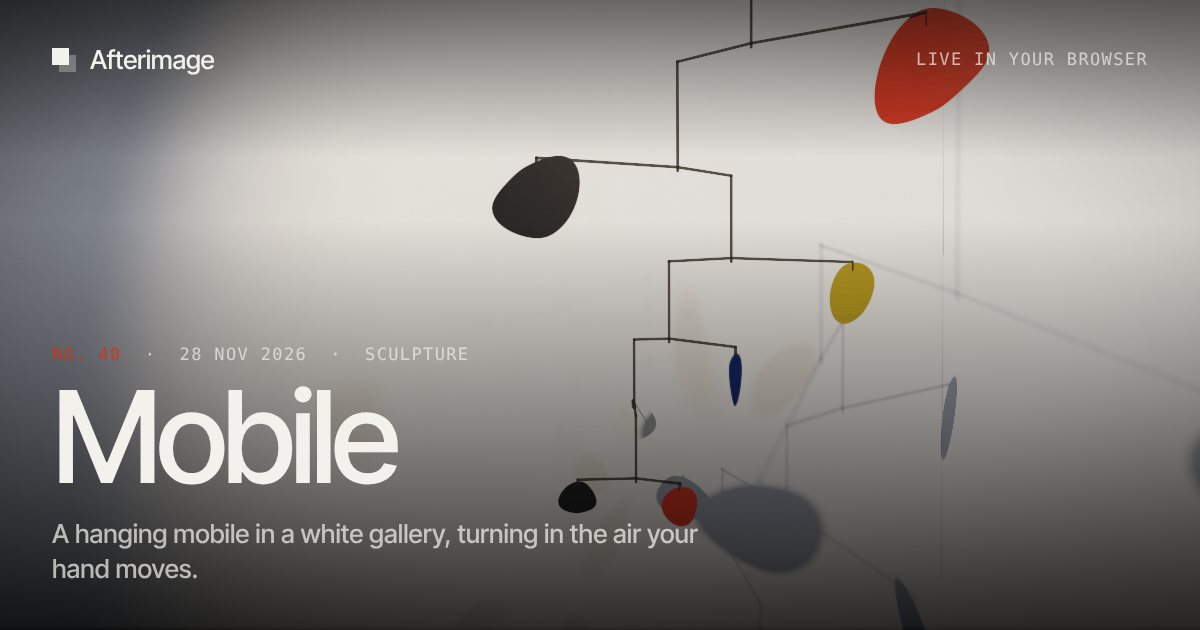 Afterimage
LIVE IN YOUR BROWSER
NO. 40 · 28 NOV 2026 · SCULPTURE
Mobile
A hanging mobile in a white gallery, turning in the air your
hand moves.